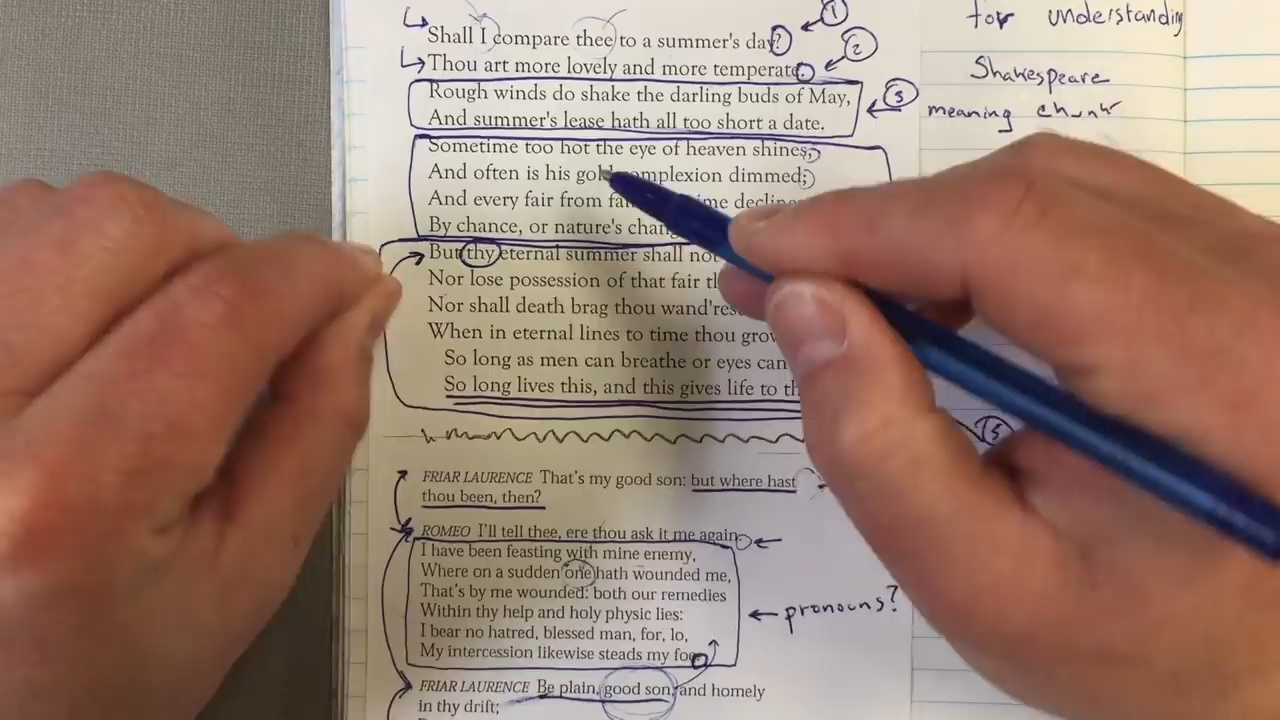 for understanding
Shakespeare
meaning chunk
Shall I compare thee to a summer's day?
1
Thou art more lovely and more temperate.
2
Rough winds do shake the darling buds of May,
And summer's lease hath all too short a date.
3
Sometime too hot the eye of heaven shines,
And often is his gold complexion dimmed;
And every fair from
By chance, or nature's
But thy eternal summer shall not
Nor lose possession of that fair
Nor shall death brag thou
When in eternal lines to time thou
So long as men can breathe or eyes can
So long lives this, and this gives life to
5
FRIAR LAURENCE That's my good son: but where hast
thou been, then?
ROMEO I'll tell thee, ere thou ask it me again.
I have been feasting with mine enemy,
Where on a sudden one hath wounded me,
That's by me wounded: both our remedies
Within thy help and holy physic lies:
pronouns?
I bear no hatred, blessed man, for, lo,
My intercession likewise steads my foe.
FRIAR LAURENCE Be plain, good son, and homely
in thy drift;